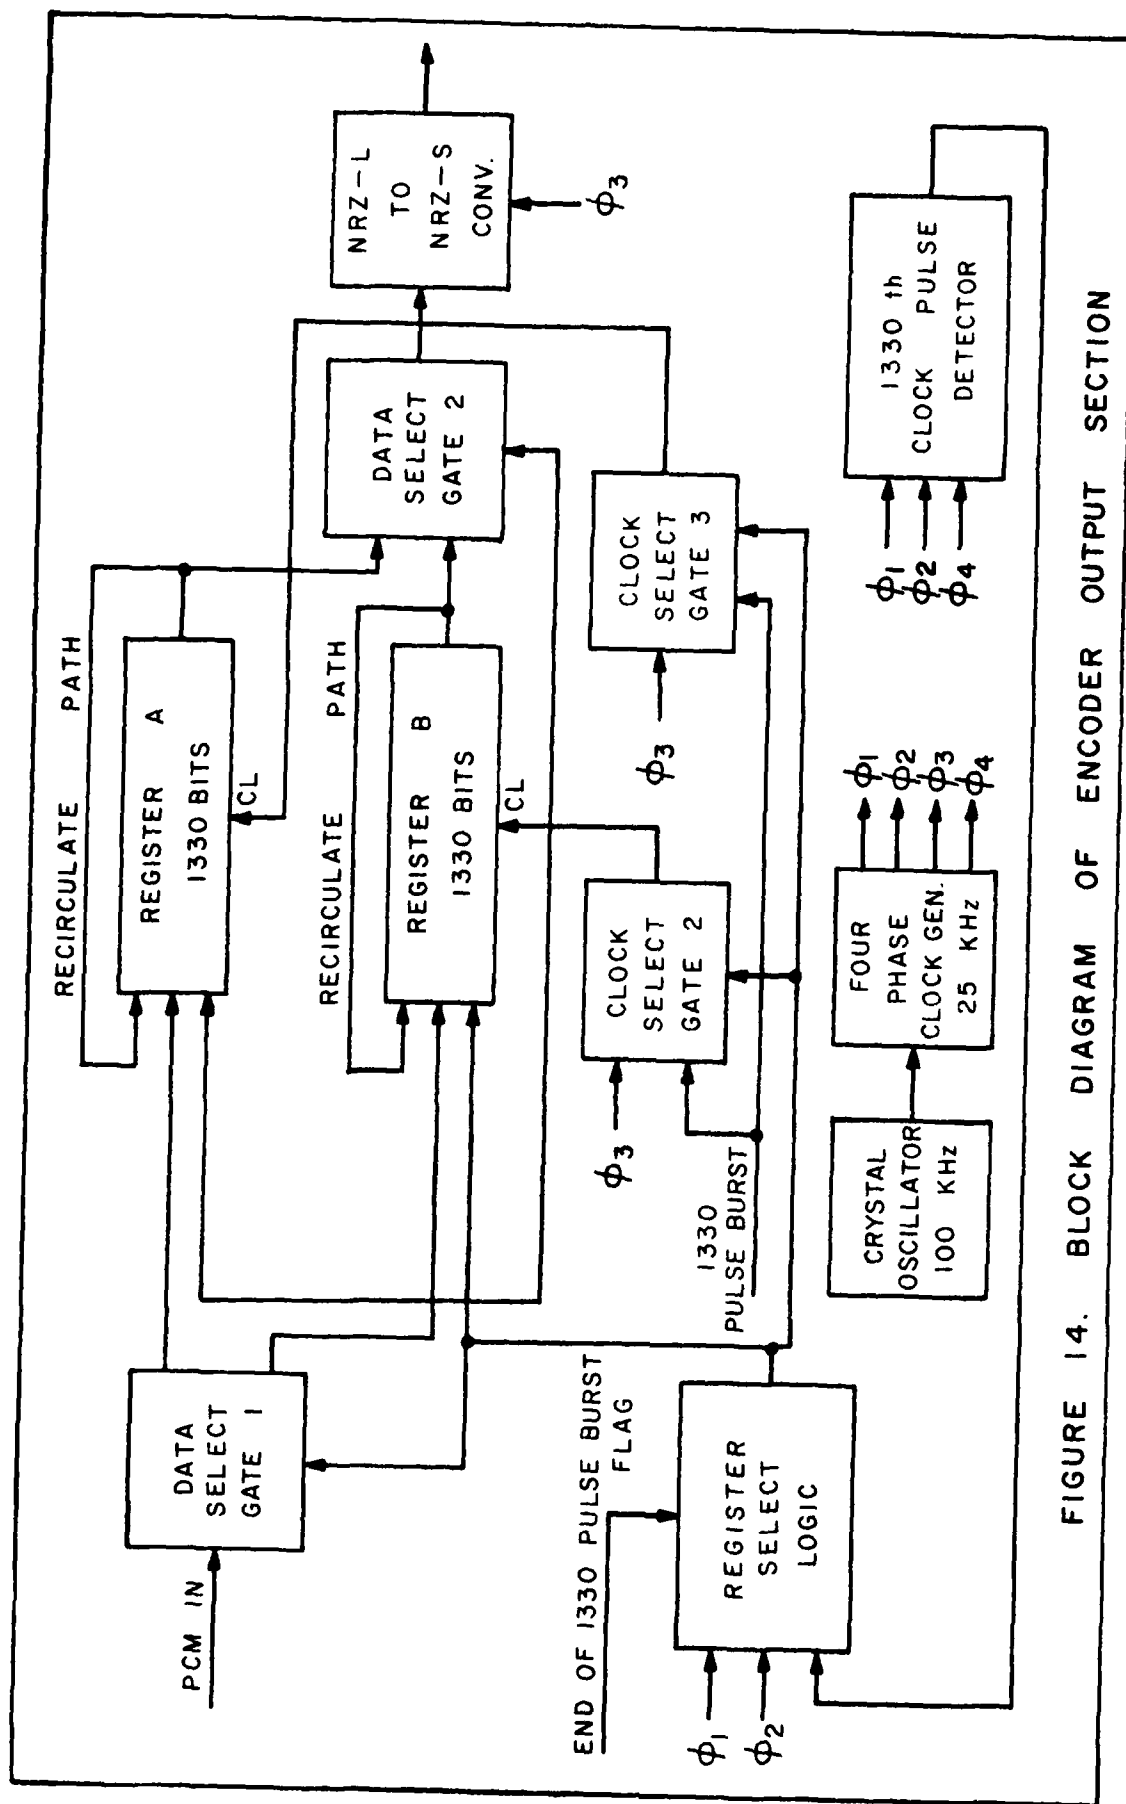 RECIRCULATE PATH
REGISTER A
1330 BITS
CL
RECIRCULATE PATH
REGISTER B
1330 BITS
CL
PCM IN
DATA
SELECT
GATE 1
DATA
SELECT
GATE 2
NRZ-L
TO
NRZ-S
CONV.
ϕ3
END OF 1330 PULSE BURST
FLAG
ϕ1
ϕ2
REGISTER
SELECT
LOGIC
1330
PULSE BURST
ϕ3
CLOCK
SELECT
GATE 2
ϕ3
CLOCK
SELECT
GATE 3
CRYSTAL
OSCILLATOR
100 KHz
FOUR
PHASE
CLOCK GEN.
25 KHz
ϕ1
ϕ2
ϕ3
ϕ4
ϕ1
ϕ2
ϕ4
1330 th
CLOCK PULSE
DETECTOR
FIGURE 14. BLOCK DIAGRAM OF ENCODER OUTPUT SECTION